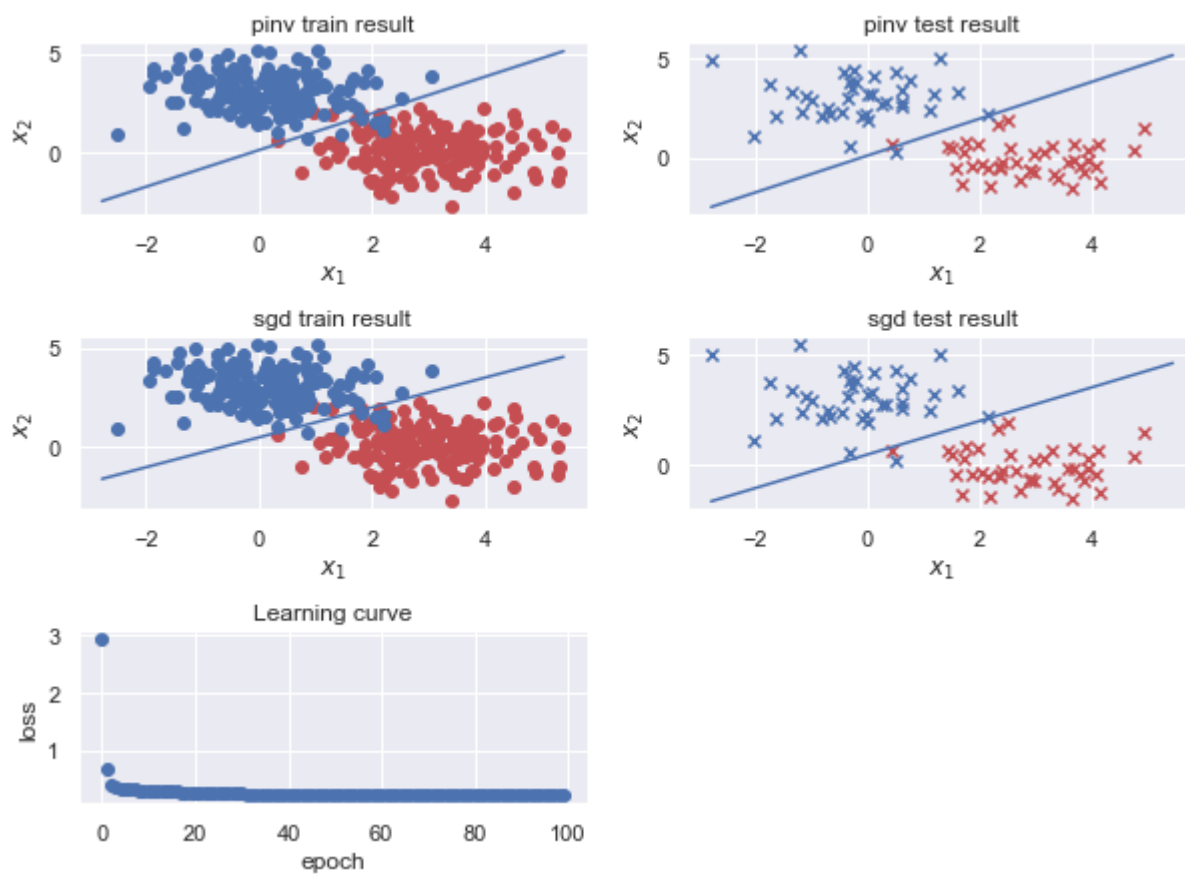 pinv train result
pinv test result
5
0
x₂
−2 0 2 4
x₁
5
0
x₂
−2 0 2 4
x₁
sgd train result
sgd test result
5
0
x₂
−2 0 2 4
x₁
5
0
x₂
−2 0 2 4
x₁
Learning curve
3
2
1
loss
0 20 40 60 80 100
epoch